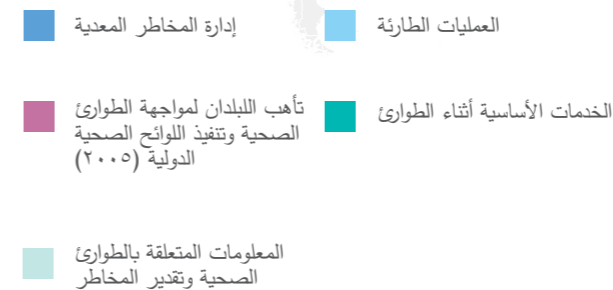 العمليات الطارئة
إدارة المخاطر المعدية
الخدمات الأساسية أثناء الطوارئ
تأهب اللبلدان لمواجهة الطوارئ
الصحية وتنفيذ اللوائح الصحية
الدولية (٢٠٠٥)
المعلومات المتعلقة بالطوارئ
الصحية وتقدير المخاطر